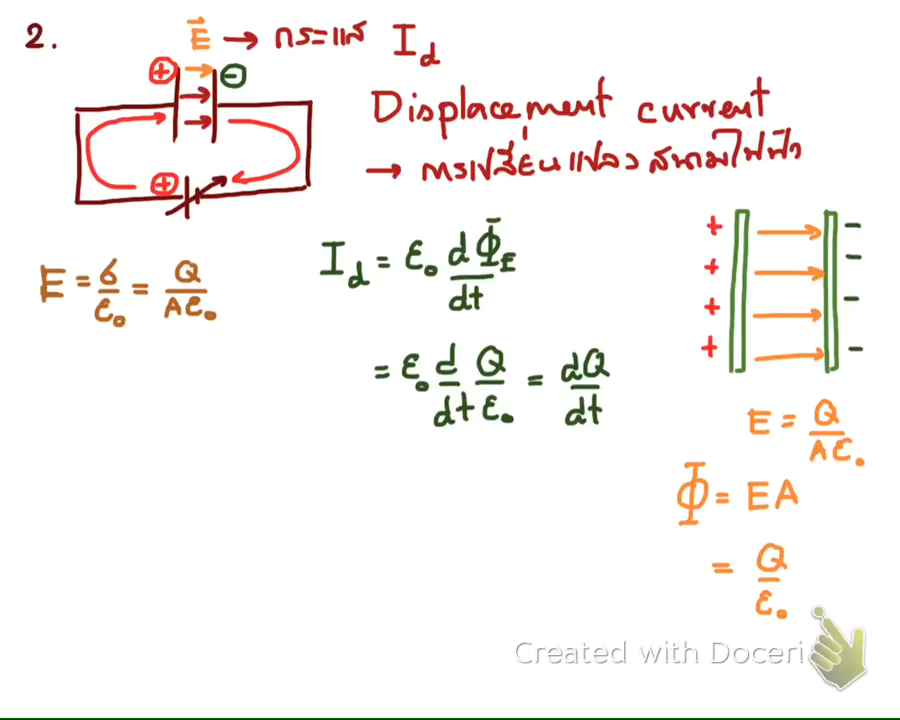 2.
E⃗ → กระแส I_d
+ −
Displacement current
→ การเปลี่ยนแปลง สนามไฟฟ้า
+
E = σ/ε₀ = Q/Aε₀
I_d = ε₀ dΦ_E/dt
= ε₀ d/dt Q/ε₀ = dQ/dt
+ −
+ −
+ −
+ −
E = Q/Aε₀
Φ = EA
= Q/ε₀
Created with Doceri